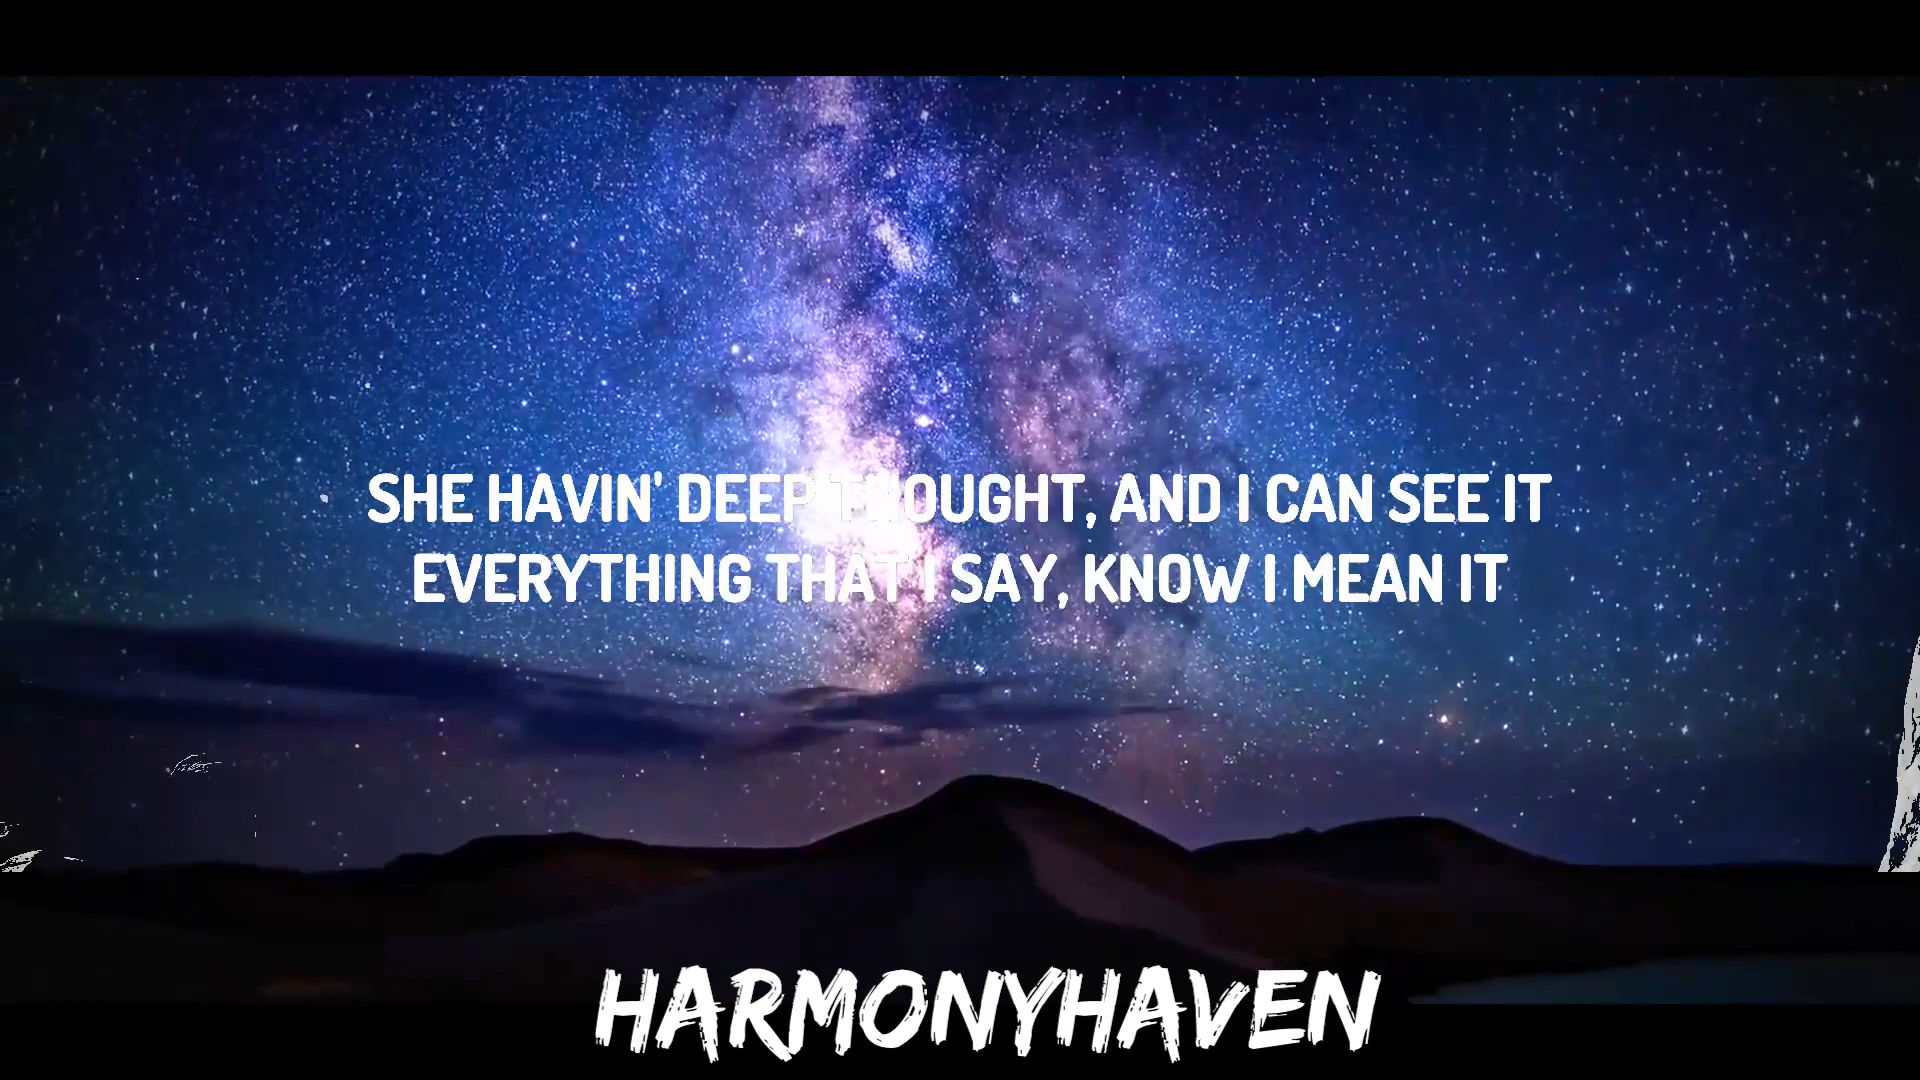 SHE HAVIN' DEEP THOUGHT, AND I CAN SEE IT
EVERYTHING THAT I SAY, KNOW I MEAN IT
HARMONYHAVEN